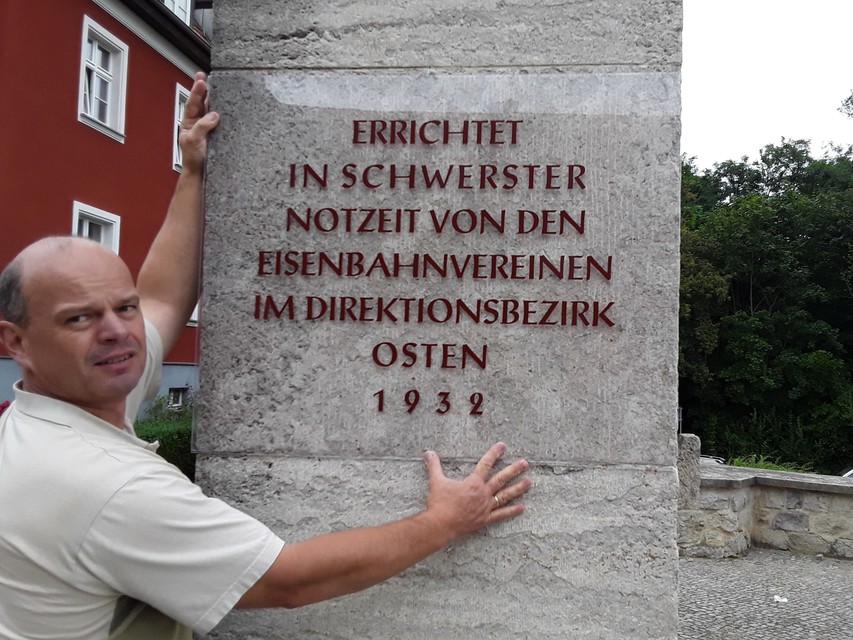 ERRICHTET
IN SCHWERSTER
NOTZEIT VON DEN
EISENBAHNVEREINEN
IM DIREKTIONSBEZIRK
OSTEN
1932